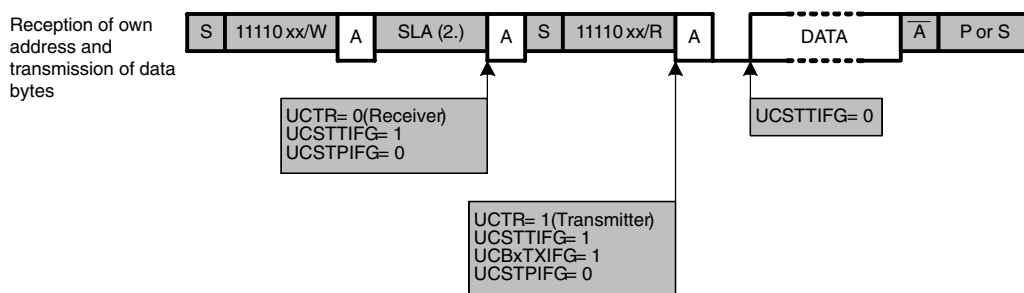 Reception of own
address and
transmission of data
bytes
S 11110 xx/W A SLA (2.) A S 11110 xx/R A DATA A P or S
UCTR= 0(Receiver)
UCSTTIFG= 1
UCSTPIFG= 0
UCSTTIFG= 0
UCTR= 1(Transmitter)
UCSTTIFG= 1
UCBxTXIFG= 1
UCSTPIFG= 0